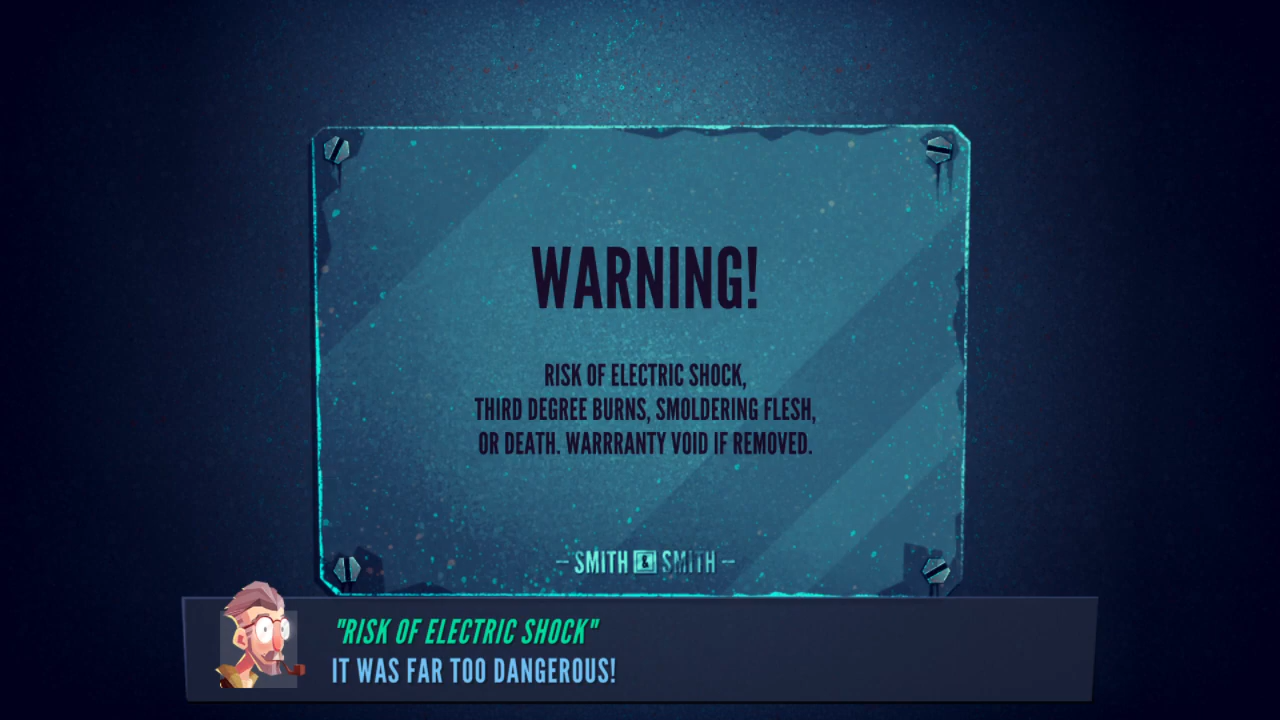 WARNING!
RISK OF ELECTRIC SHOCK,
THIRD DEGREE BURNS, SMOLDERING FLESH,
OR DEATH. WARRRANTY VOID IF REMOVED.
– SMITH SMITH –
"RISK OF ELECTRIC SHOCK"
IT WAS FAR TOO DANGEROUS!